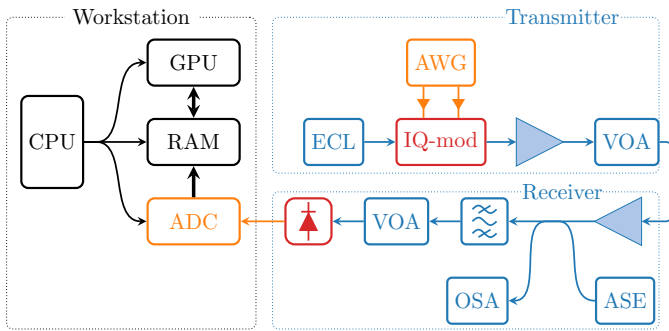 Workstation
GPU
CPU
RAM
ADC
Transmitter
AWG
ECL
IQ-mod
VOA
Receiver
VOA
OSA
ASE